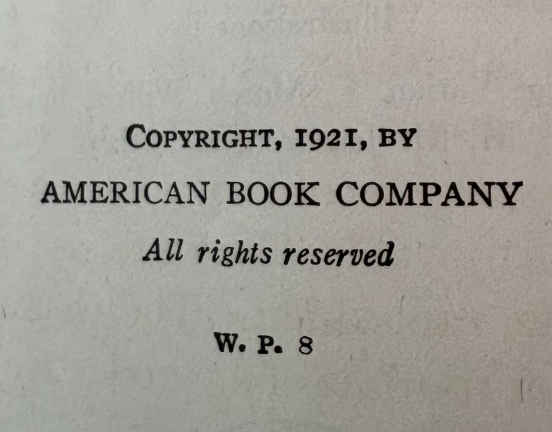 COPYRIGHT, 1921, BY
AMERICAN BOOK COMPANY
All rights reserved
W. P. 8